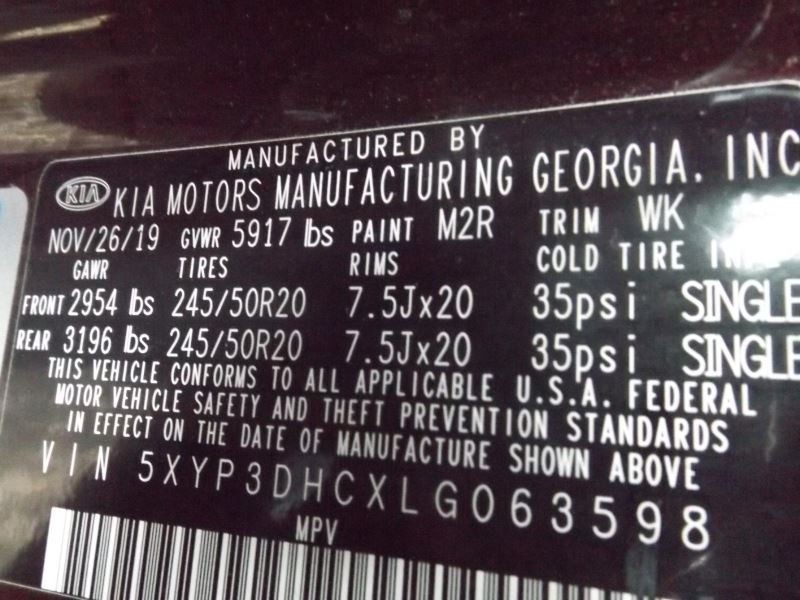 MANUFACTURED BY
KIA KIA MOTORS MANUFACTURING GEORGIA, INC
NOV/26/19 GVWR 5917 lbs PAINT M2R TRIM WK
GAWR TIRES RIMS COLD TIRE
FRONT 2954 lbs 245/50R20 7.5Jx20 35psi SINGLE
REAR 3196 lbs 245/50R20 7.5Jx20 35psi SINGLE
THIS VEHICLE CONFORMS TO ALL APPLICABLE U.S.A. FEDERAL
MOTOR VEHICLE SAFETY AND THEFT PREVENTION STANDARDS
IN EFFECT ON THE DATE OF MANUFACTURE SHOWN ABOVE
VIN 5XYP3DHCXLG063598
MPV